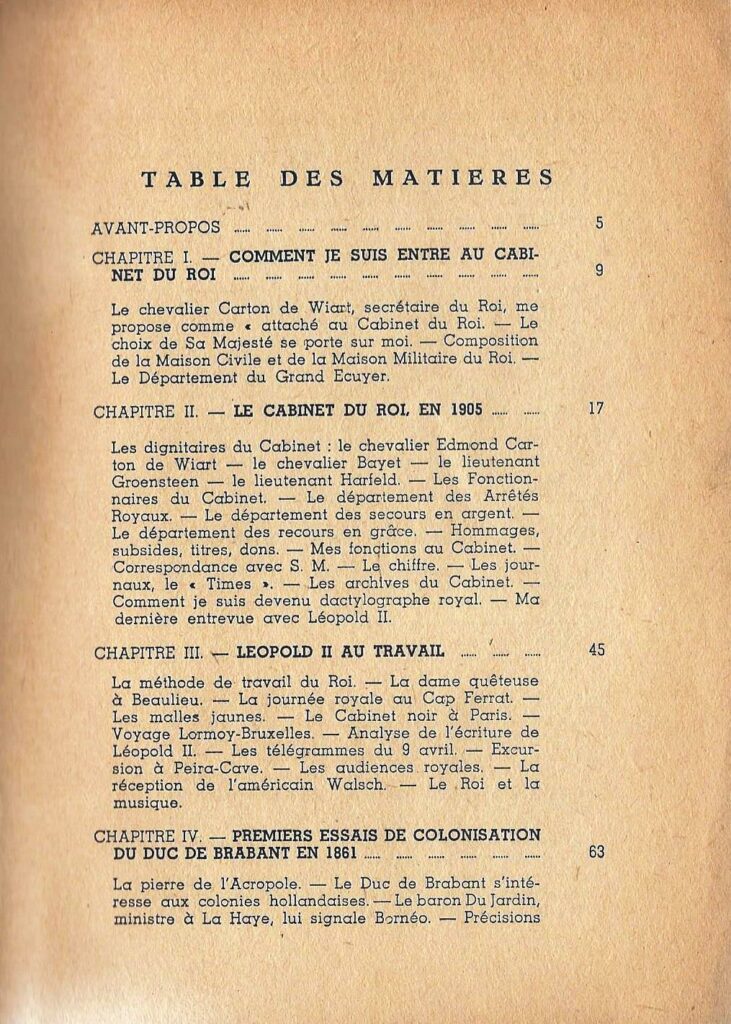 TABLE DES MATIERES
AVANT-PROPOS ...... ...... ...... ...... ...... ...... ...... ...... ...... ...... 5
CHAPITRE I. — COMMENT JE SUIS ENTRE AU CABI-
NET DU ROI ...... ...... ...... ...... ...... ...... ...... ...... ...... ...... 9
Le chevalier Carton de Wiart, secrétaire du Roi, me
propose comme « attaché au Cabinet du Roi. — Le
choix de Sa Majesté se porte sur moi. — Composition
de la Maison Civile et de la Maison Militaire du Roi. —
Le Département du Grand Ecuyer.
CHAPITRE II. — LE CABINET DU ROI, EN 1905 ...... ...... 17
Les dignitaires du Cabinet : le chevalier Edmond Car-
ton de Wiart — le chevalier Bayet — le lieutenant
Groensteen — le lieutenant Harfeld. — Les Fonction-
naires du Cabinet. — Le département des Arrêtés
Royaux. — Le département des secours en argent. —
Le département des recours en grâce. — Hommages,
subsides, titres, dons. — Mes fonctions au Cabinet. —
Correspondance avec S. M. — Le chiffre. — Les jour-
naux, le « Times ». — Les archives du Cabinet. —
Comment je suis devenu dactylographe royal. — Ma
dernière entrevue avec Léopold II.
CHAPITRE III. — LEOPOLD II AU TRAVAIL ...... ...... ...... 45
La méthode de travail du Roi. — La dame quêteuse
à Beaulieu. — La journée royale au Cap Ferrat. —
Les malles jaunes. — Le Cabinet noir à Paris. —
Voyage Lormoy-Bruxelles. — Analyse de l'écriture de
Léopold II. — Les télégrammes du 9 avril. — Excur-
sion à Peira-Cave. — Les audiences royales. — La
réception de l'américain Walsch. — Le Roi et la
musique.
CHAPITRE IV. — PREMIERS ESSAIS DE COLONISATION
DU DUC DE BRABANT EN 1861 ...... ...... ...... ...... ...... ...... 63
La pierre de l'Acropole. — Le Duc de Brabant s'inté-
resse aux colonies hollandaises. — Le baron Du Jardin,
ministre à La Haye, lui signale Bornéo. — Précisions